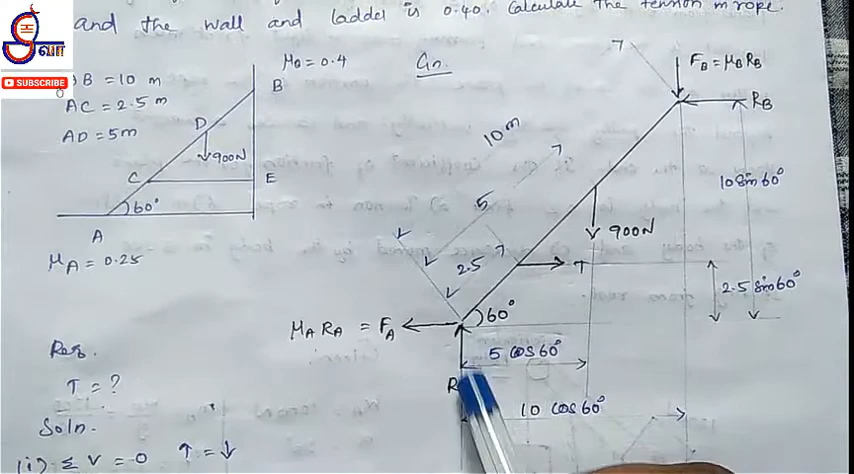 and the wall and ladder is 0.40. Calculate the tension in rope.
S
சிவா
SUBSCRIBE
B = 10 m
AC = 2.5 m
AD = 5m
μB = 0.4
Gn.
B
D
900N
C
E
60°
A
μA = 0.25
Req.
T = ?
Soln.
(i) Σ V = 0 ↑ = ↓
FB = μB RB
RB
10m
10 sin 60°
5
900N
2.5
T
2.5 sin 60°
60°
μA RA = FA
5 cos 60°
R
10 cos 60°